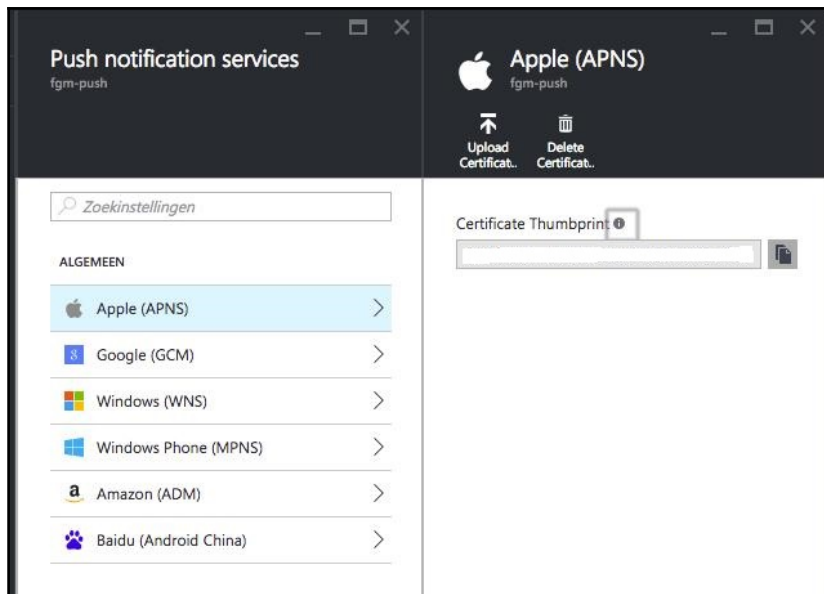 Push notification services
fgm-push
Zoekinstellingen
ALGEMEEN
Apple (APNS)
Google (GCM)
Windows (WNS)
Windows Phone (MPNS)
Amazon (ADM)
Baidu (Android China)
Apple (APNS)
fgm-push
Upload
Certificat..
Delete
Certificat..
Certificate Thumbprint